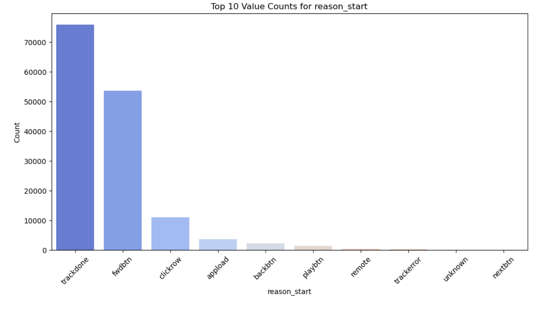 Top 10 Value Counts for reason_start
70000
60000
50000
40000
30000
20000
10000
0
Count
trackdone
fwdbtn
clickrow
appload
backbtn
playbtn
remote
trackerror
unknown
nextbtn
reason_start